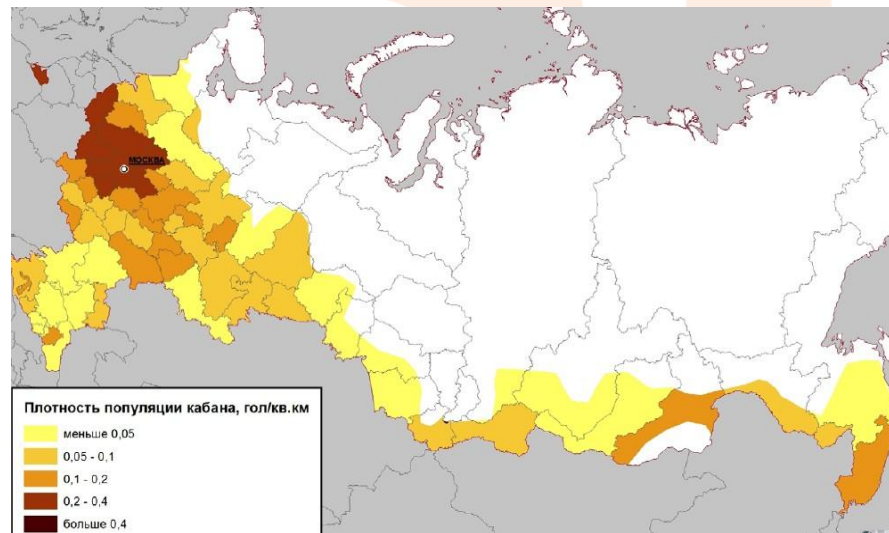 МОСКВА
Плотность популяции кабана, гол/кв.км
меньше 0,05
0,05 - 0,1
0,1 - 0,2
0,2 - 0,4
больше 0,4